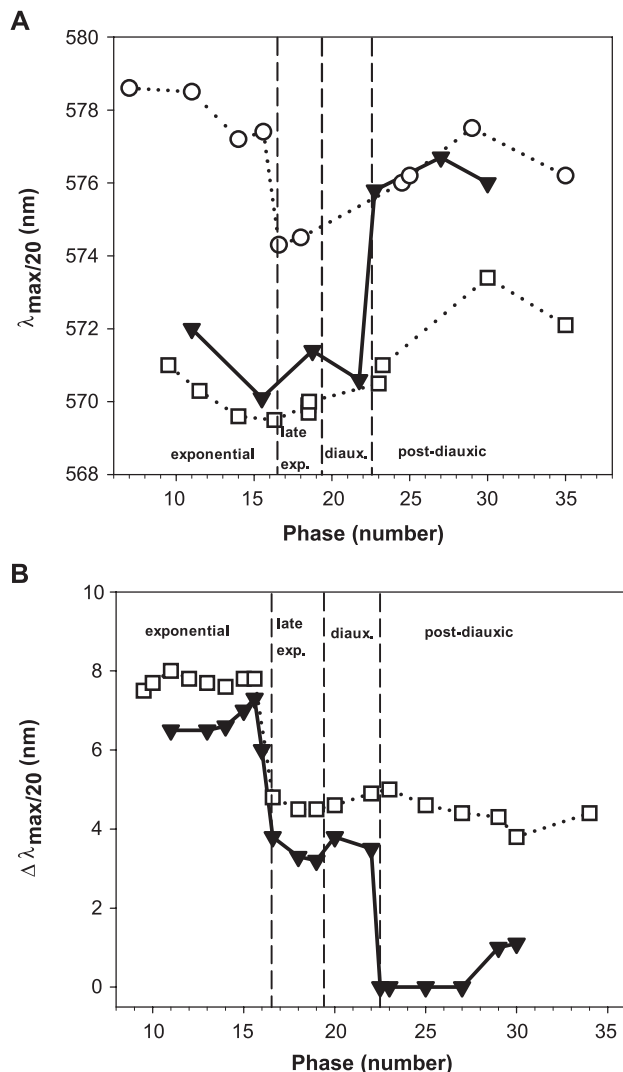 A
580
578
576
574
572
570
568
λmax/20 (nm)
exponential
late
exp.
diaux.
post-diauxic
10 15 20 25 30 35
Phase (number)
B
10
8
6
4
2
0
Δ λmax/20 (nm)
exponential
late
exp.
diaux.
post-diauxic
10 15 20 25 30 35
Phase (number)